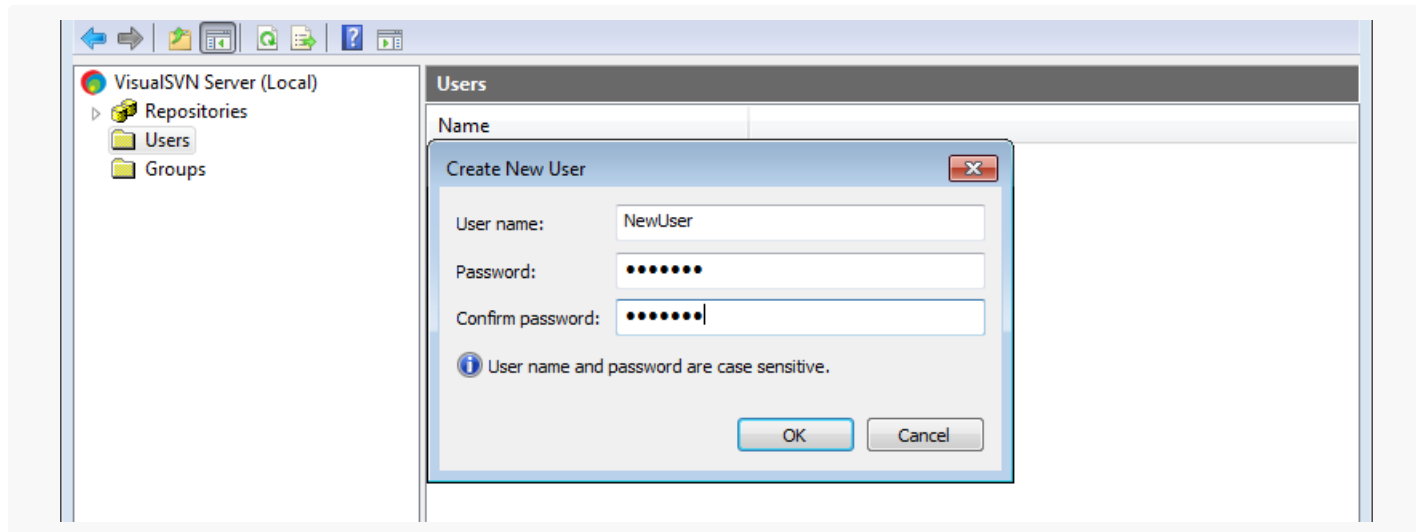 VisualSVN Server (Local)
Repositories
Users
Groups
Users
Name
Create New User
User name:
NewUser
Password:
●●●●●●●
Confirm password:
●●●●●●●
User name and password are case sensitive.
OK
Cancel